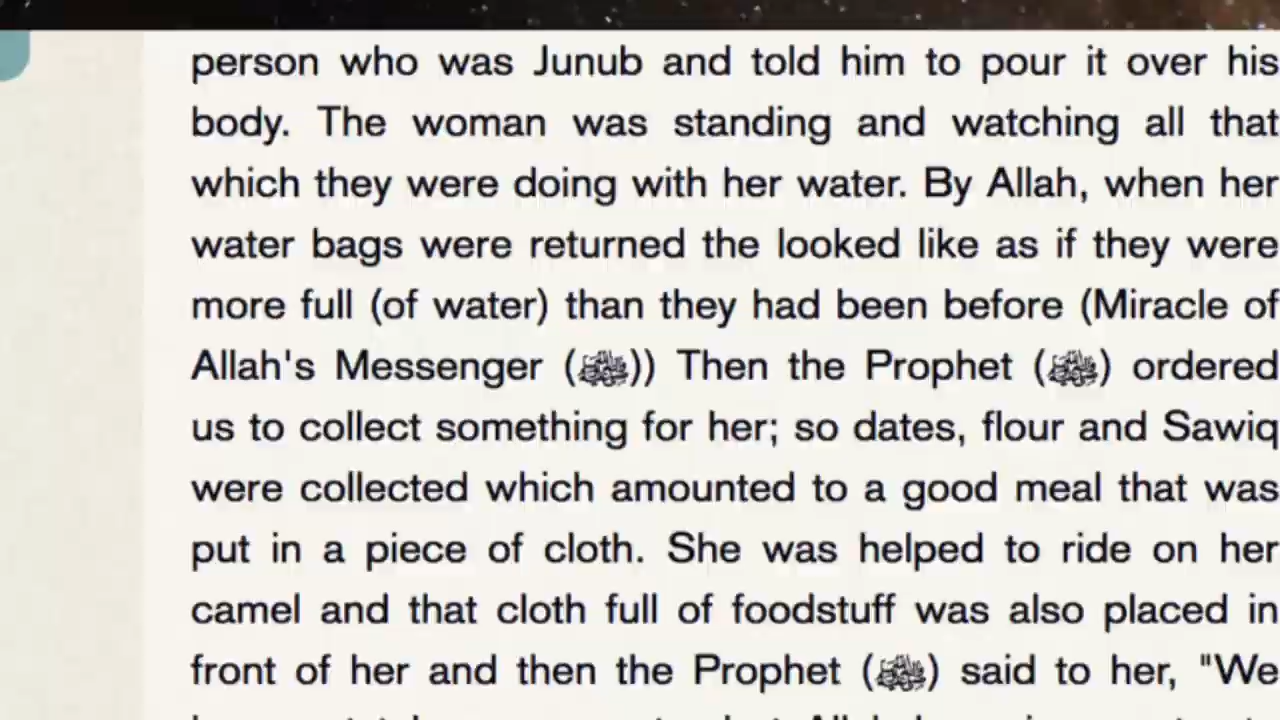 person who was Junub and told him to pour it over his
body. The woman was standing and watching all that
which they were doing with her water. By Allah, when her
water bags were returned the looked like as if they were
more full (of water) than they had been before (Miracle of
Allah's Messenger (ﷺ)) Then the Prophet (ﷺ) ordered
us to collect something for her; so dates, flour and Sawiq
were collected which amounted to a good meal that was
put in a piece of cloth. She was helped to ride on her
camel and that cloth full of foodstuff was also placed in
front of her and then the Prophet (ﷺ) said to her, "We